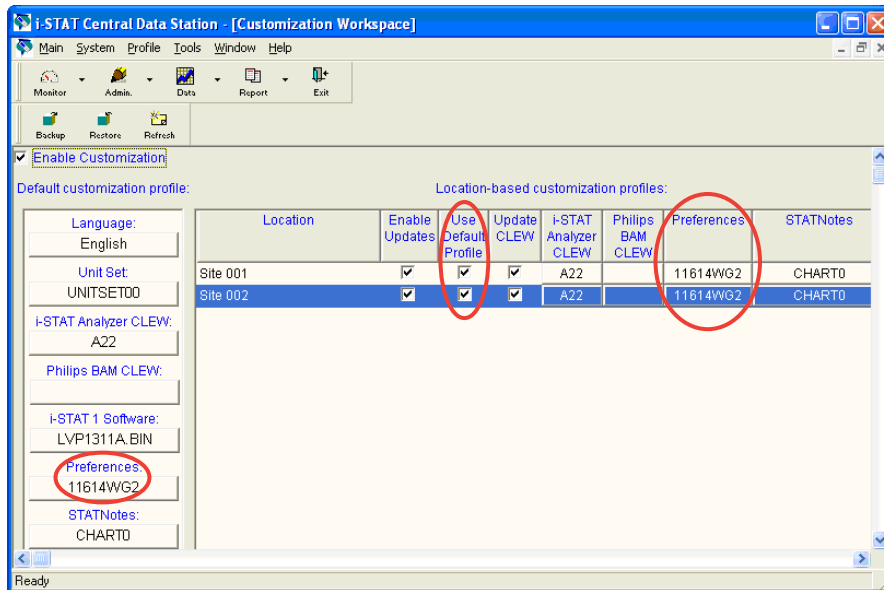 i-STAT Central Data Station - [Customization Workspace]
Main System Profile Tools Window Help
Monitor Admin. Data Report Exit
Backup Restore Refresh
Enable Customization
Default customization profile:
Location-based customization profiles:
Language:
English
Unit Set:
UNITSET00
i-STAT Analyzer CLEW:
A22
Philips BAM CLEW:
i-STAT 1 Software:
LVP1311A.BIN
Preferences:
11614WG2
STATNotes:
CHART0
Location Enable Updates Use Default Profile Update CLEW i-STAT Analyzer CLEW Philips BAM CLEW Preferences STATNotes
Site 001 A22 11614WG2 CHART0
Site 002 A22 11614WG2 CHART0
Ready